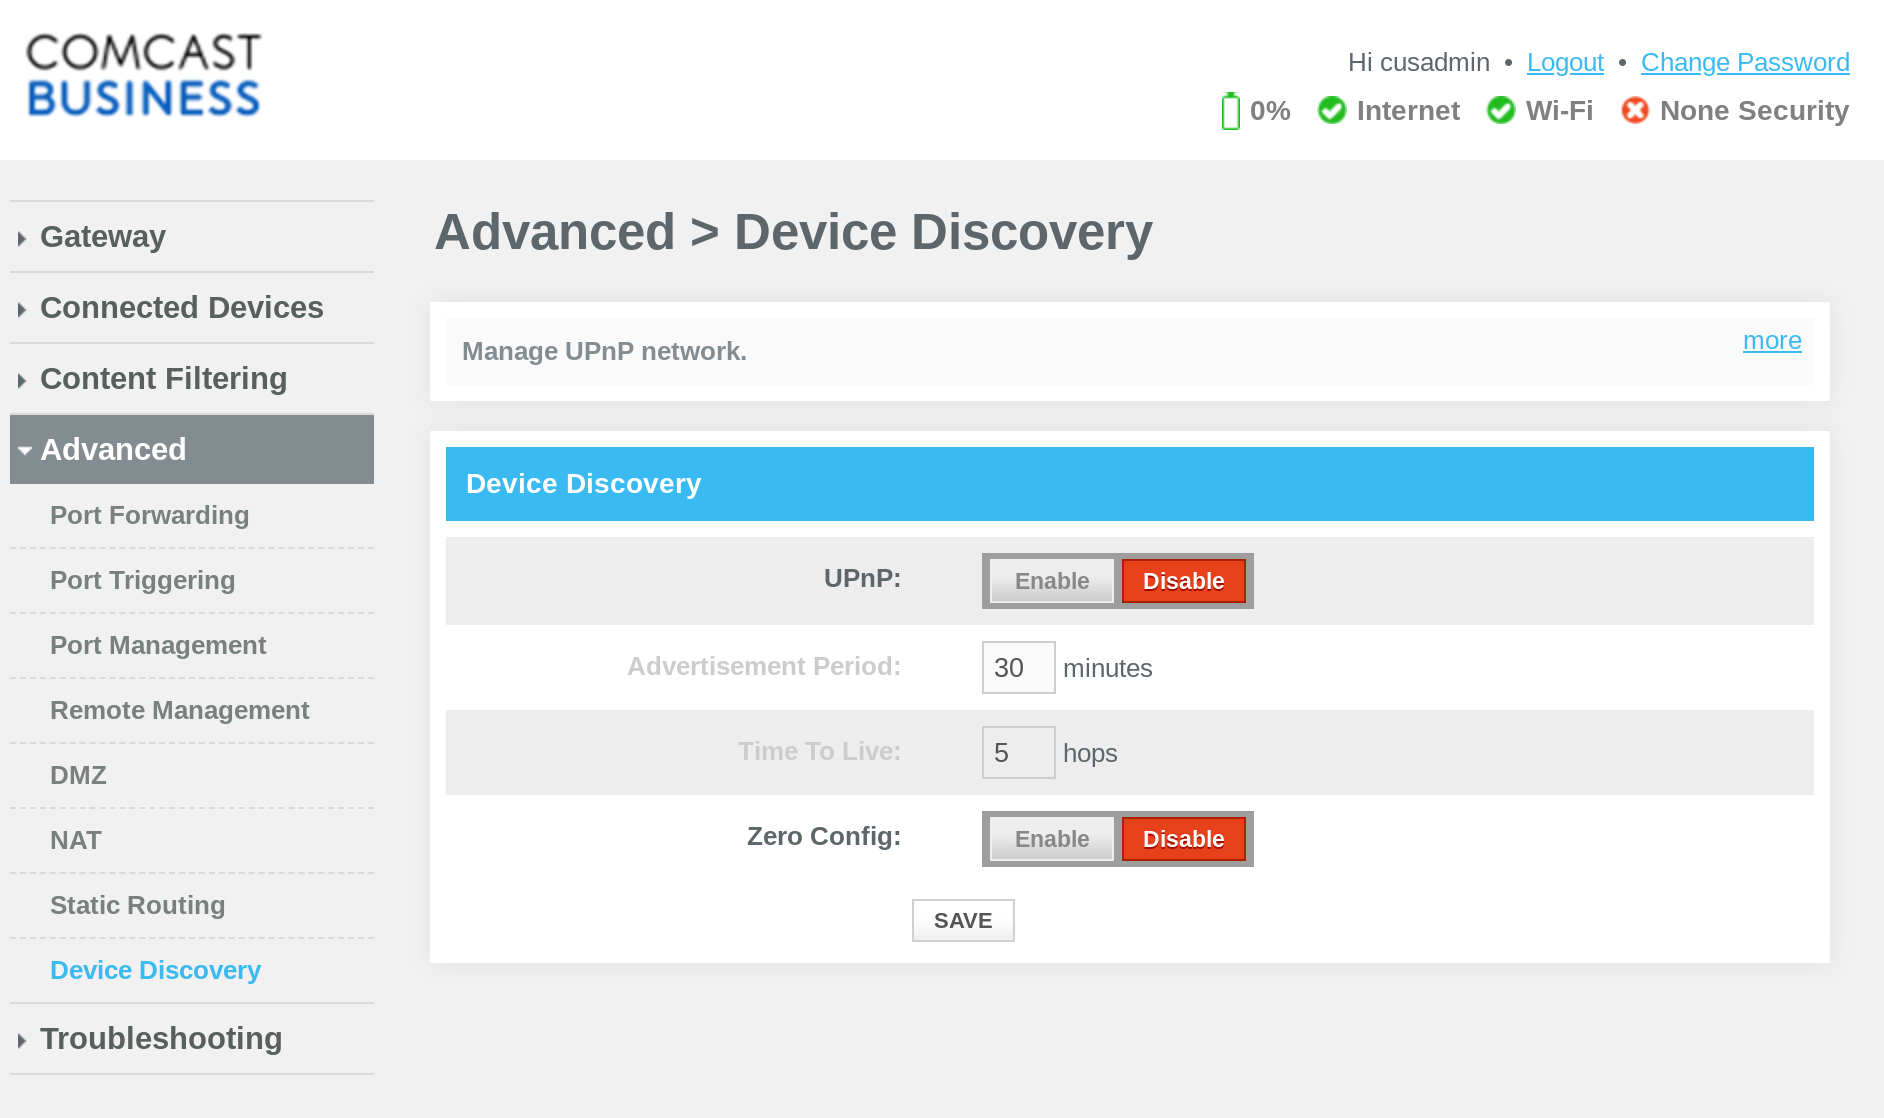 COMCAST
BUSINESS
Hi cusadmin • Logout • Change Password
0% Internet Wi-Fi None Security
Gateway
Connected Devices
Content Filtering
Advanced
Port Forwarding
Port Triggering
Port Management
Remote Management
DMZ
NAT
Static Routing
Device Discovery
Troubleshooting
Advanced > Device Discovery
Manage UPnP network.
more
Device Discovery
UPnP: Enable Disable
Advertisement Period: 30 minutes
Time To Live: 5 hops
Zero Config: Enable Disable
SAVE